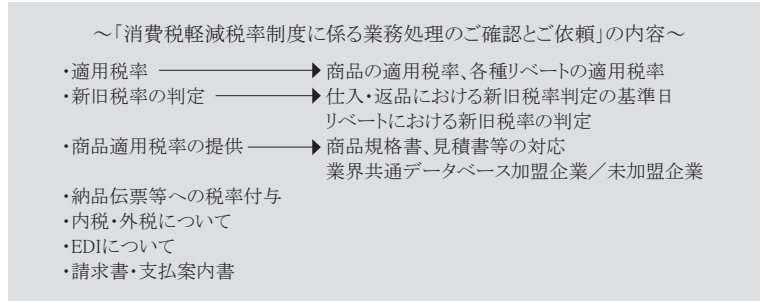 ～「消費税軽減税率制度に係る業務処理のご確認とご依頼」の内容～
・適用税率 商品の適用税率、各種リベートの適用税率
・新旧税率の判定 仕入・返品における新旧税率判定の基準日
リベートにおける新旧税率の判定
・商品適用税率の提供 商品規格書、見積書等の対応
業界共通データベース加盟企業／未加盟企業
・納品伝票等への税率付与
・内税・外税について
・EDIについて
・請求書・支払案内書